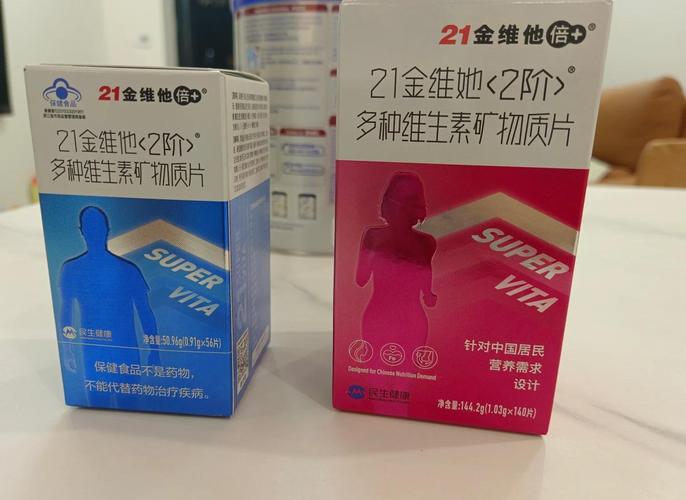 保健食品
21金维他倍+®
21金维他<2阶>®
多种维生素矿物质片
SUPER
VITA
民生健康
净含量:50.96g(0.91g×56片)
保健食品不是药物,
不能代替药物治疗疾病。
21金维他倍+®
21金维她<2阶>®
多种维生素矿物质片
SUPER
VITA
Designed for Chinese Nutrition Demand
针对中国居民
营养需求
设计
民生健康
净含量:144.2g(1.03g×140片)